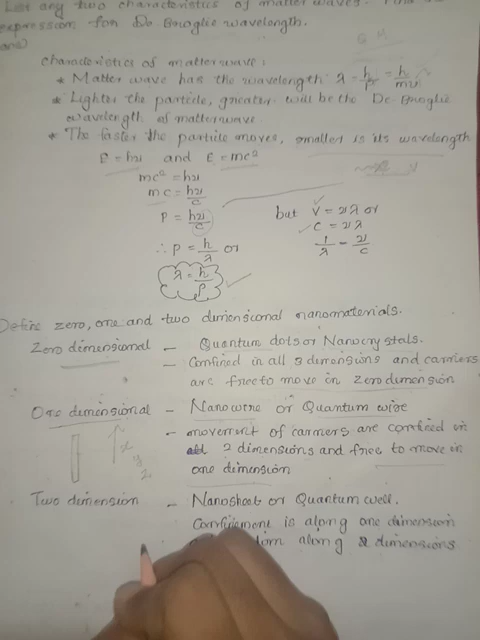 List any two characteristics of matter waves. Find an
expression for De Broglie wavelength.
ans)
characteristics of matter wave:
* Matter wave has the wavelength λ = h/p = h/mv
* Lighter the particle, greater will be the De-Broglie
wavelength of matter wave.
* The faster the particle moves, smaller is its wavelength
E = hν and E = mc²
mc² = hν
mc = hν/c
P = hν/c but V = νλ or
c = νλ
∴ P = h/λ or 1/λ = ν/c
λ = h/P
Define zero, one and two dimensional nanomaterials.
Zero dimensional - Quantum dots or Nanocrystals.
- Confined in all 3 dimensions and carriers
are free to move in zero dimension
One dimensional - Nanowire or Quantum wire
- movement of carriers are confined in
all 2 dimensions and free to move in
one dimension
x
y
z
Two dimension - Nanosheet or Quantum well.
Confinement is along one dimension
along 2 dimensions